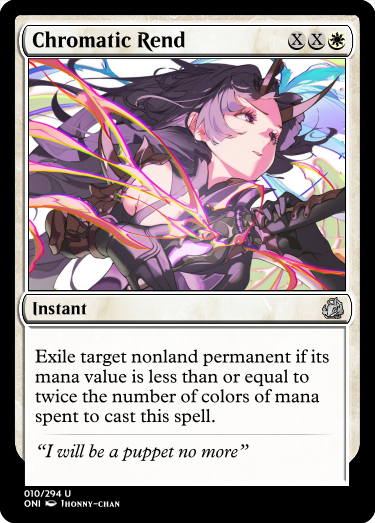 Chromatic Rend X X
Instant
Exile target nonland permanent if its
mana value is less than or equal to
twice the number of colors of mana
spent to cast this spell.
“I will be a puppet no more”
010/294 U
ONI Jhonny-chan